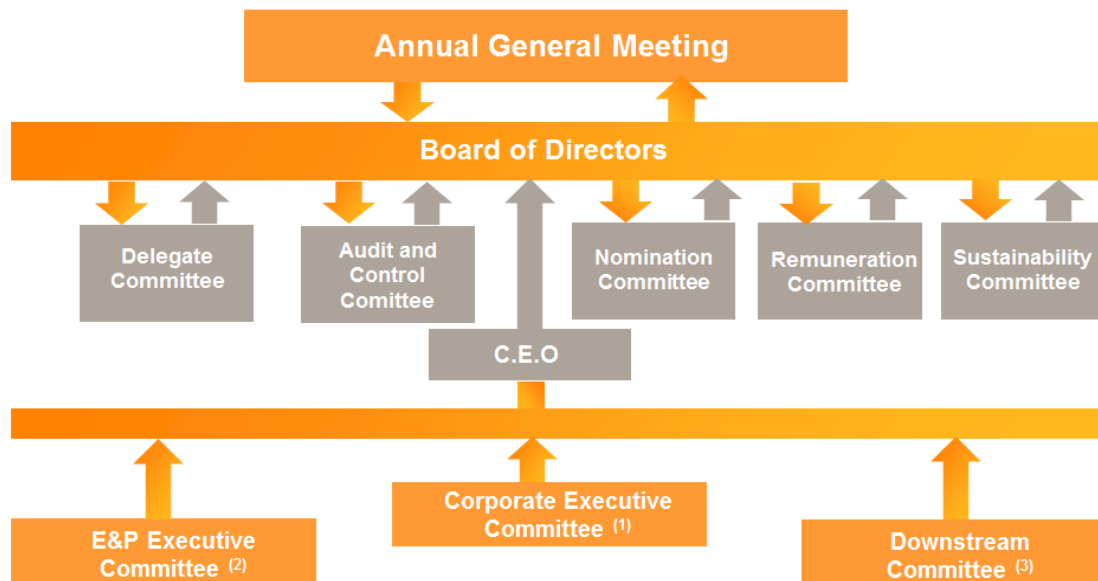 Annual General Meeting
Board of Directors
Delegate
Committee
Audit and
Control
Comittee
Nomination
Committee
Remuneration
Committee
Sustainability
Committee
C.E.O
Corporate Executive
Committee (1)
E&P Executive
Committee (2)
Downstream
Committee (3)